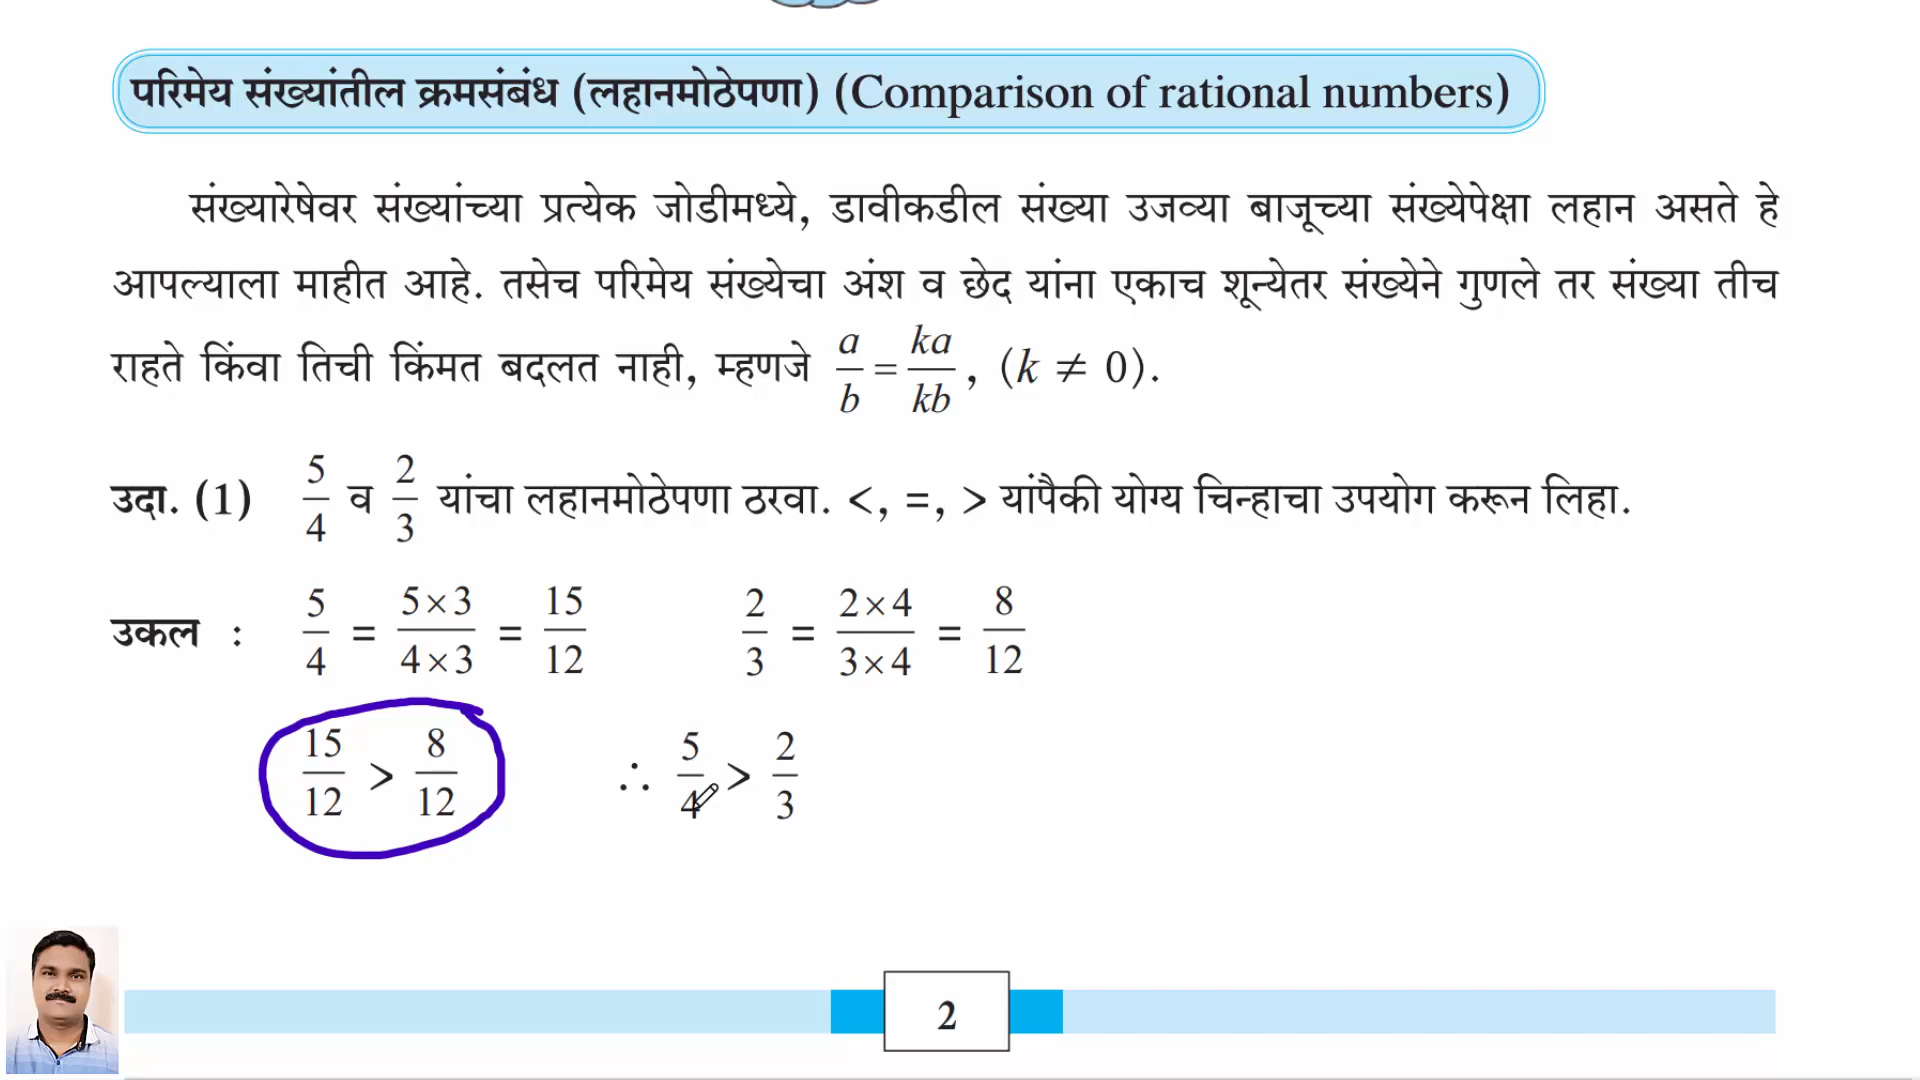 परिमेय संख्यांतील क्रमसंबंध (लहानमोठेपणा) (Comparison of rational numbers)
संख्यारेषेवर संख्यांच्या प्रत्येक जोडीमध्ये, डावीकडील संख्या उजव्या बाजूच्या संख्येपेक्षा लहान असते हे
आपल्याला माहीत आहे. तसेच परिमेय संख्येचा अंश व छेद यांना एकाच शून्येतर संख्येने गुणले तर संख्या तीच
राहते किंवा तिची किंमत बदलत नाही, म्हणजे a/b = ka/kb, (k ≠ 0).
उदा. (1) 5/4 व 2/3 यांचा लहानमोठेपणा ठरवा. <, =, > यांपैकी योग्य चिन्हाचा उपयोग करून लिहा.
उकल : 5/4 = 5×3/4×3 = 15/12 2/3 = 2×4/3×4 = 8/12
15/12 > 8/12 ∴ 5/4 > 2/3
2